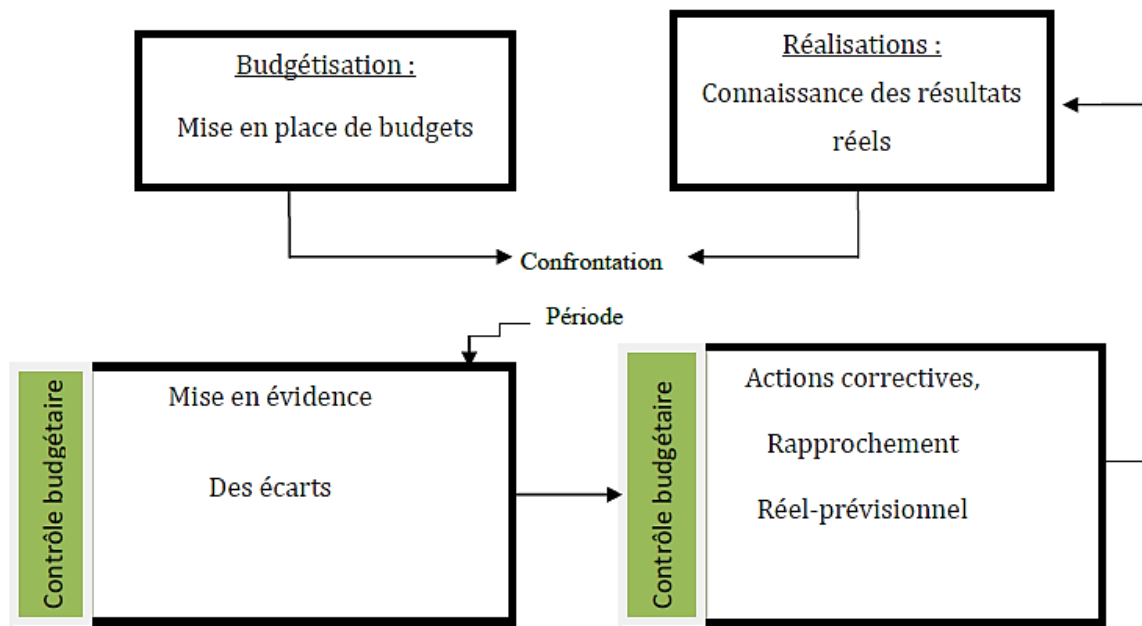 Budgétisation :
Mise en place de budgets
Réalisations :
Connaissance des résultats
réels
Confrontation
Période
Contrôle budgétaire
Mise en évidence
Des écarts
Contrôle budgétaire
Actions correctives,
Rapprochement
Réel-prévisionnel